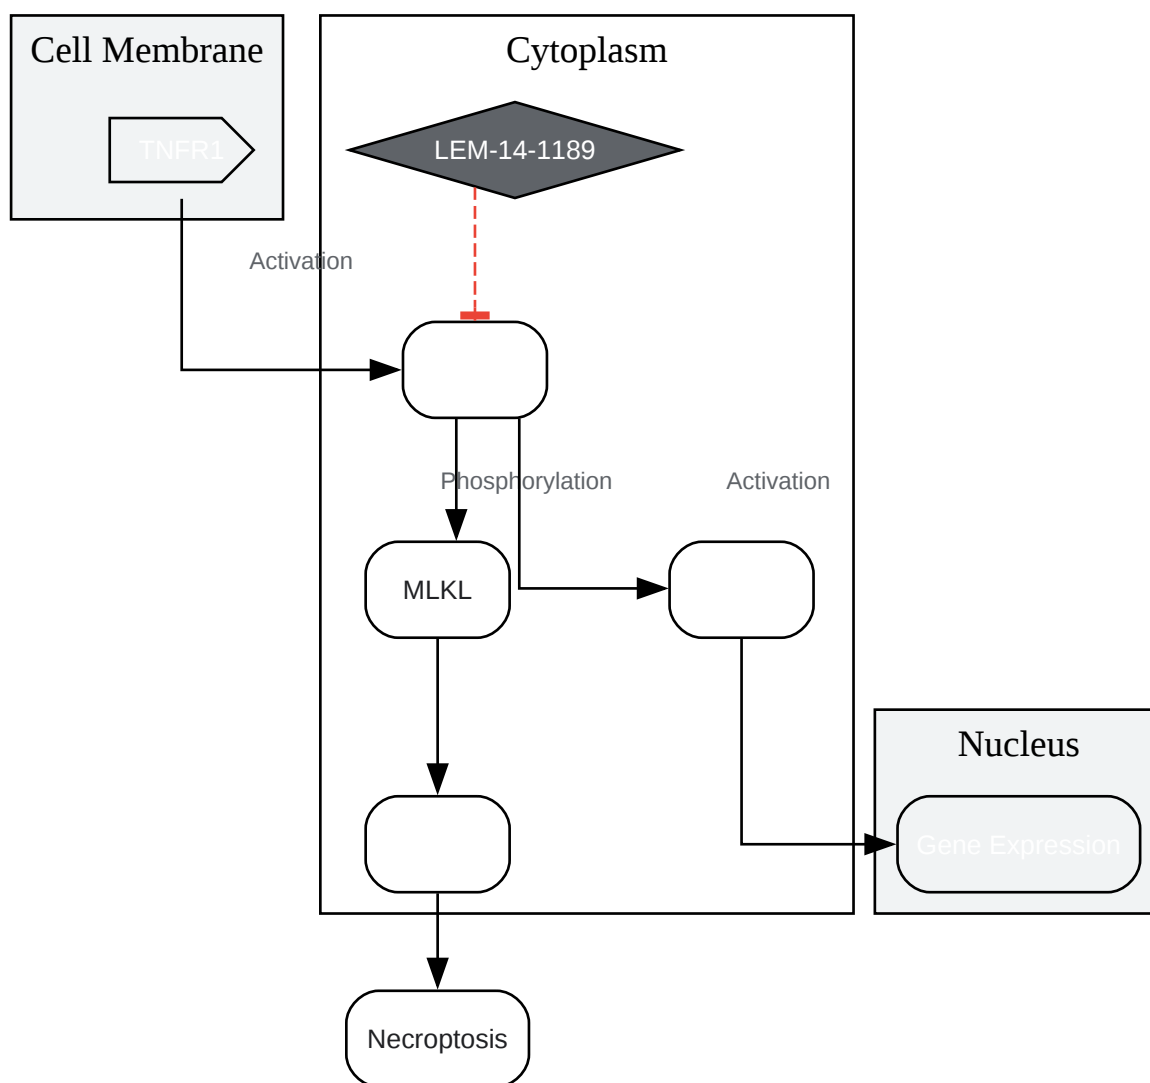 Cell Membrane
Cytoplasm
TNFR1
LEM-14-1189
Activation
Phosphorylation
Activation
MLKL
Nucleus
Gene Expression
Necroptosis